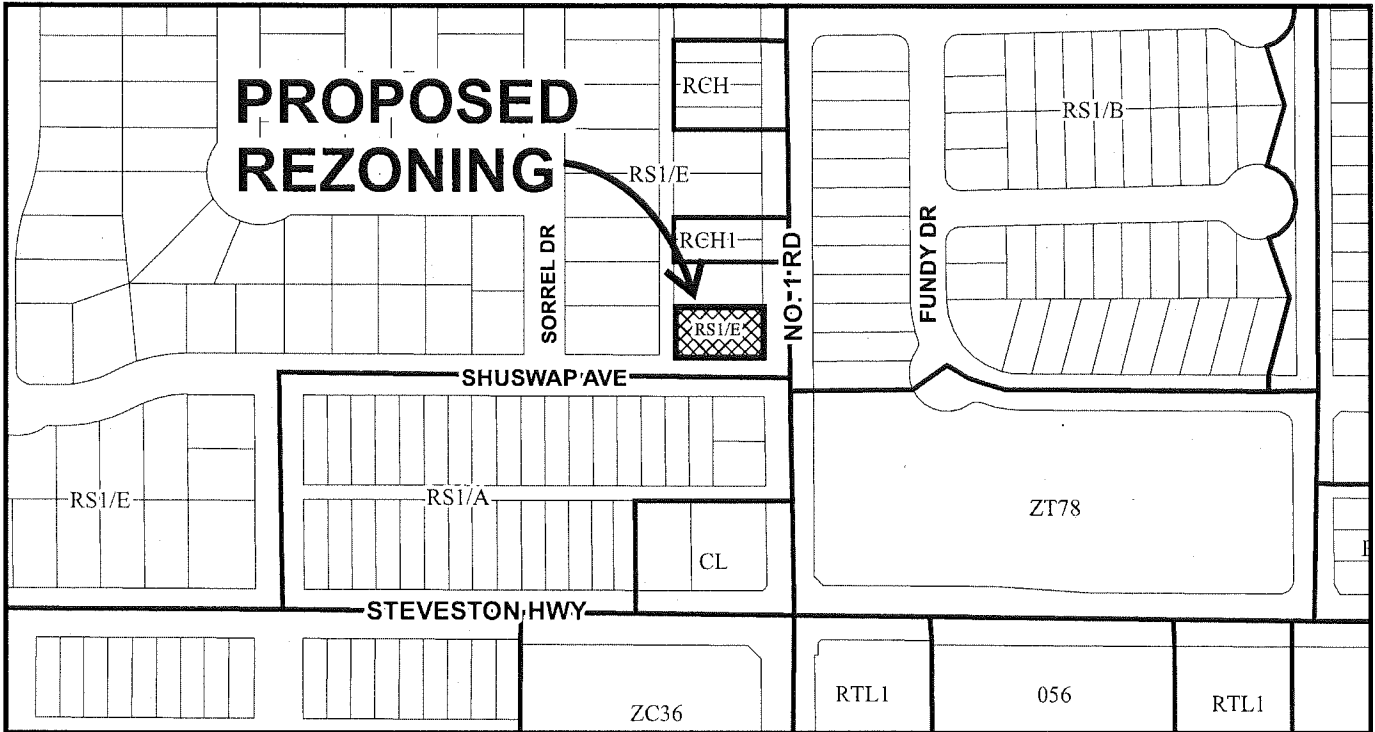 RCH
RS1/B
PROPOSED
REZONING
RS1/E
RCH1
SORREL DR
NO. 1 RD
FUNDY DR
RS1/E
SHUSWAP AVE
RS1/E
RS1/A
ZT78
CL
STEVESTON HWY
RTL1
056
RTL1
ZC36